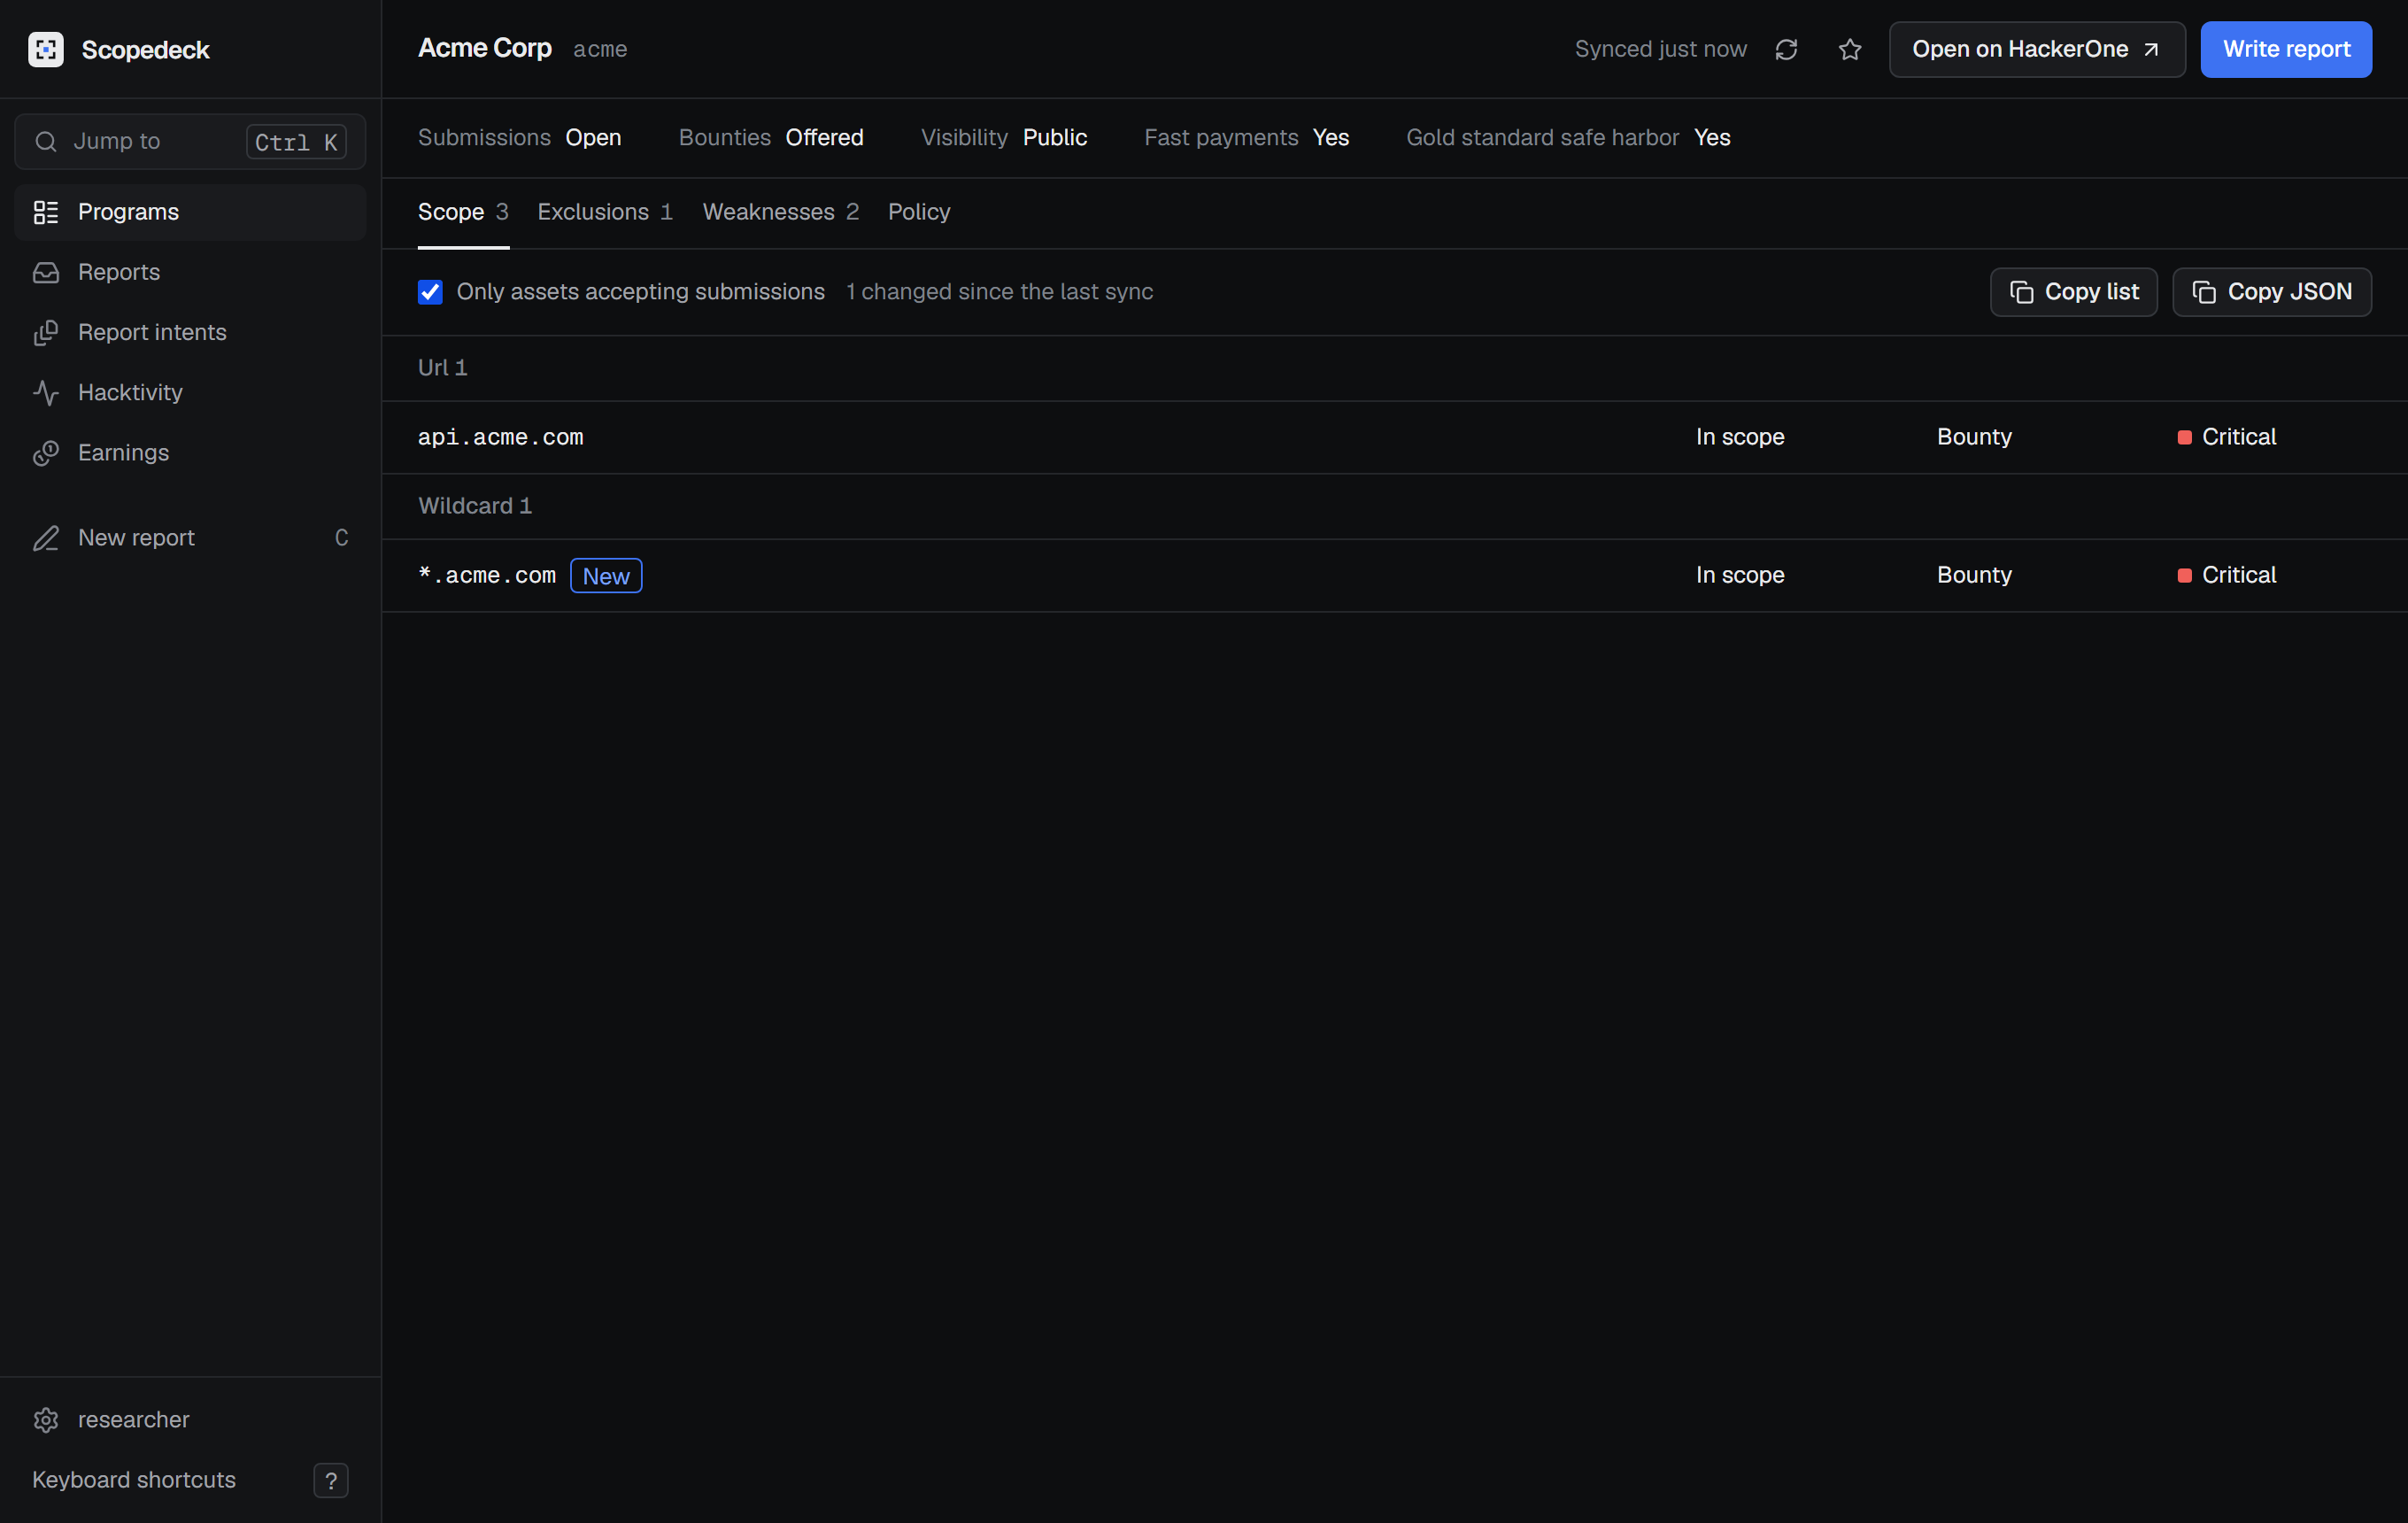 Scopedeck
Jump to Ctrl K
Programs
Reports
Report intents
Hacktivity
Earnings
New report C
researcher
Keyboard shortcuts ?
Acme Corp acme
Synced just now
Open on HackerOne
Write report
Submissions Open Bounties Offered Visibility Public Fast payments Yes Gold standard safe harbor Yes
Scope 3 Exclusions 1 Weaknesses 2 Policy
Only assets accepting submissions 1 changed since the last sync
Copy list
Copy JSON
Url 1
api.acme.com In scope Bounty Critical
Wildcard 1
*.acme.com New In scope Bounty Critical